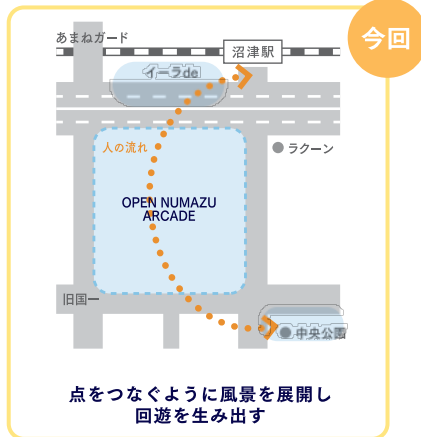 今回
あまねガード
沼津駅
イーラde
人の流れ
ラクーン
OPEN NUMAZU
ARCADE
旧国一
中央公園
点をつなぐように風景を展開し
回遊を生み出す